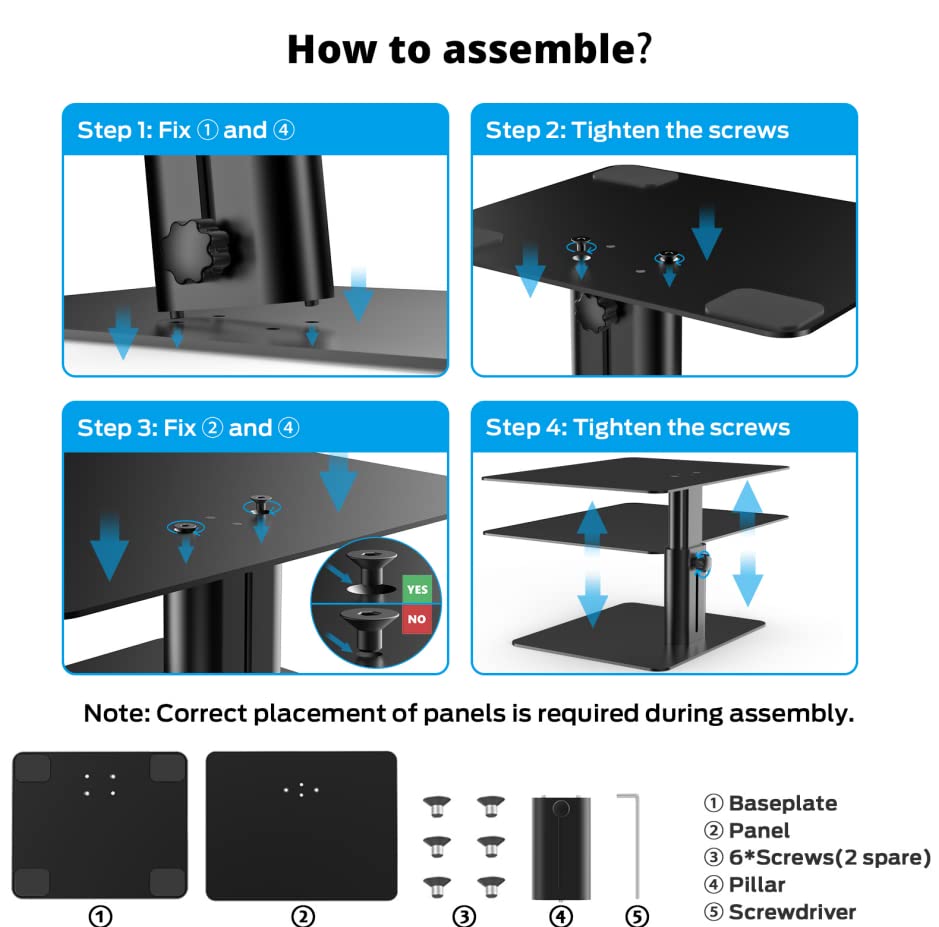 How to assemble?
Step 1: Fix ① and ④
Step 2: Tighten the screws
Step 3: Fix ② and ④
YES
NO
Step 4: Tighten the screws
Note: Correct placement of panels is required during assembly.
① Baseplate
② Panel
③ 6*Screws(2 spare)
④ Pillar
⑤ Screwdriver
① ② ③ ④ ⑤